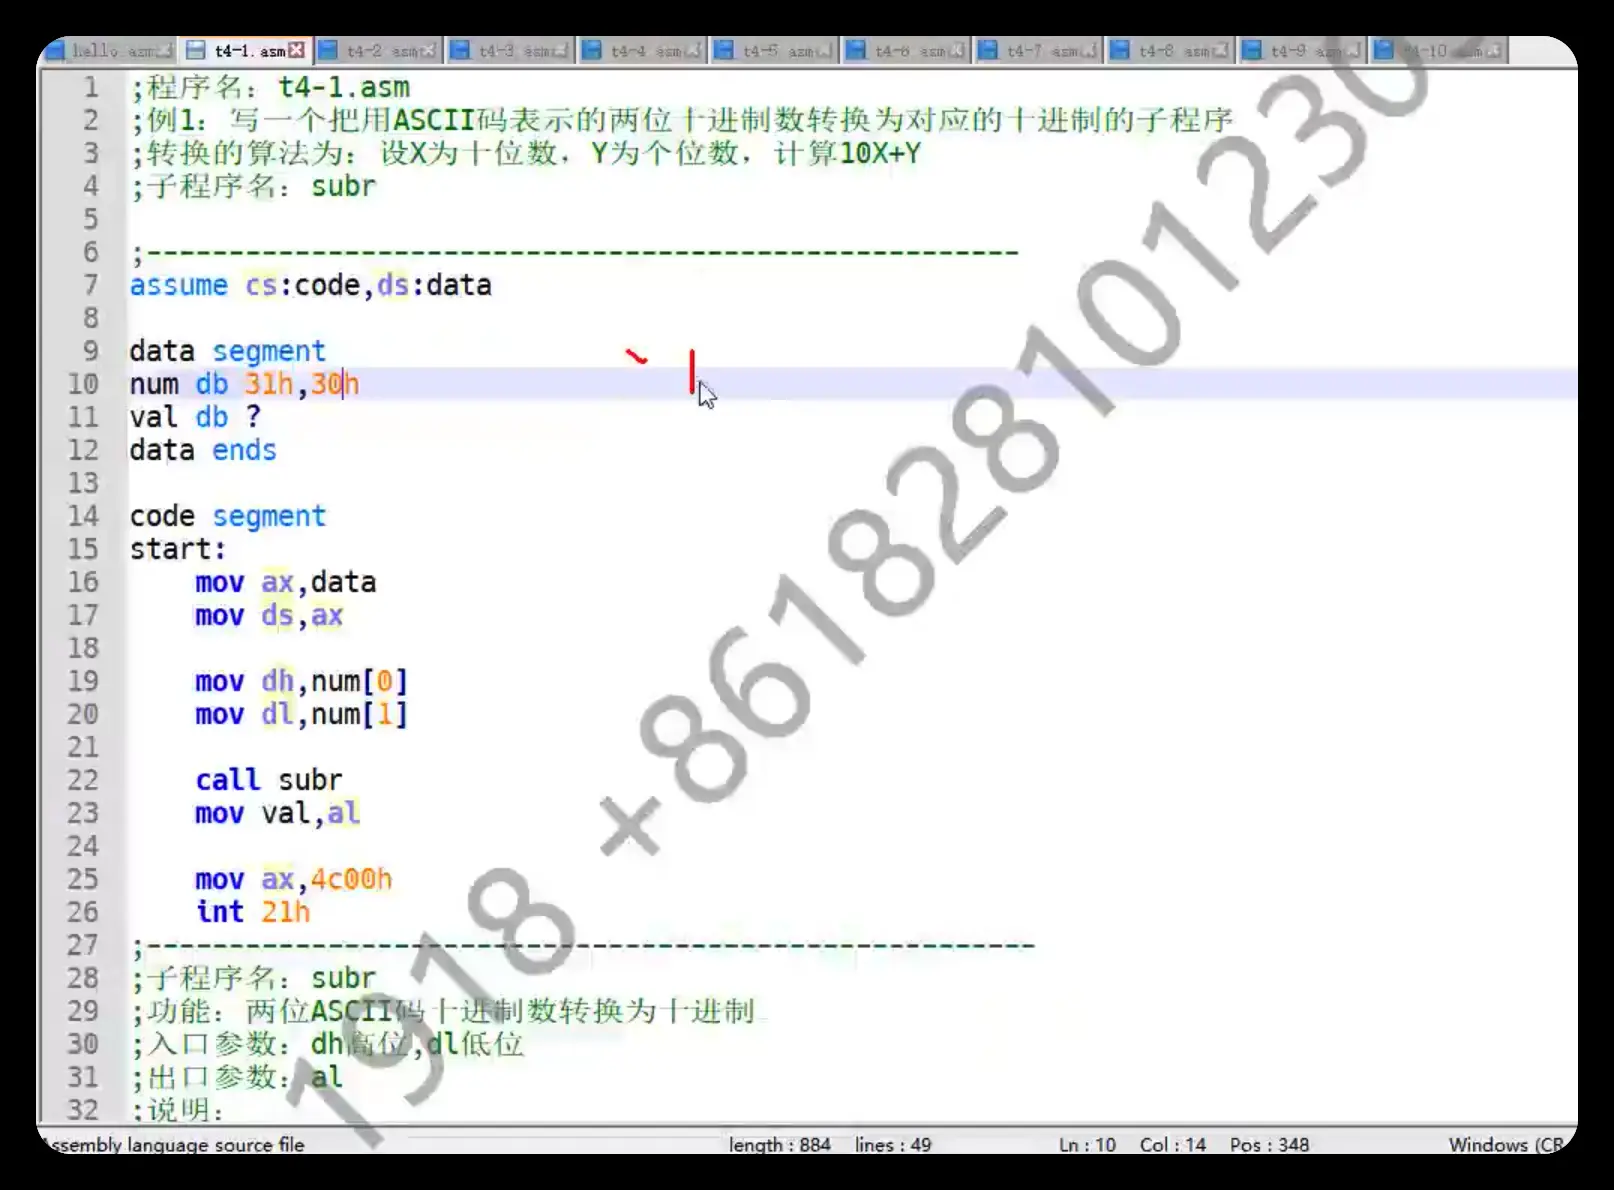 hello.asm t4-1.asm t4-2.asm t4-3.asm t4-4.asm t4-5.asm t4-6.asm t4-7.asm t4-8.asm t4-9.asm t4-10.asm
1 ;程序名：t4-1.asm
2 ;例1：写一个把用ASCII码表示的两位十进制数转换为对应的十进制的子程序
3 ;转换的算法为：设X为十位数，Y为个位数，计算10X+Y
4 ;子程序名：subr
5
6 ;-----------------------------------------------------
7 assume cs:code,ds:data
8
9 data segment
10 num db 31h,30h
11 val db ?
12 data ends
13
14 code segment
15 start:
16 mov ax,data
17 mov ds,ax
18
19 mov dh,num[0]
20 mov dl,num[1]
21
22 call subr
23 mov val,al
24
25 mov ax,4c00h
26 int 21h
27 ;------------------------------------------------------
28 ;子程序名：subr
29 ;功能：两位ASCII码十进制数转换为十进制
30 ;入口参数：dh高位,dl低位
31 ;出口参数：al
32 ;说明：
Assembly language source file length : 884 lines : 49 Ln : 10 Col : 14 Pos : 348 Windows (CR
1918 +8618281012302